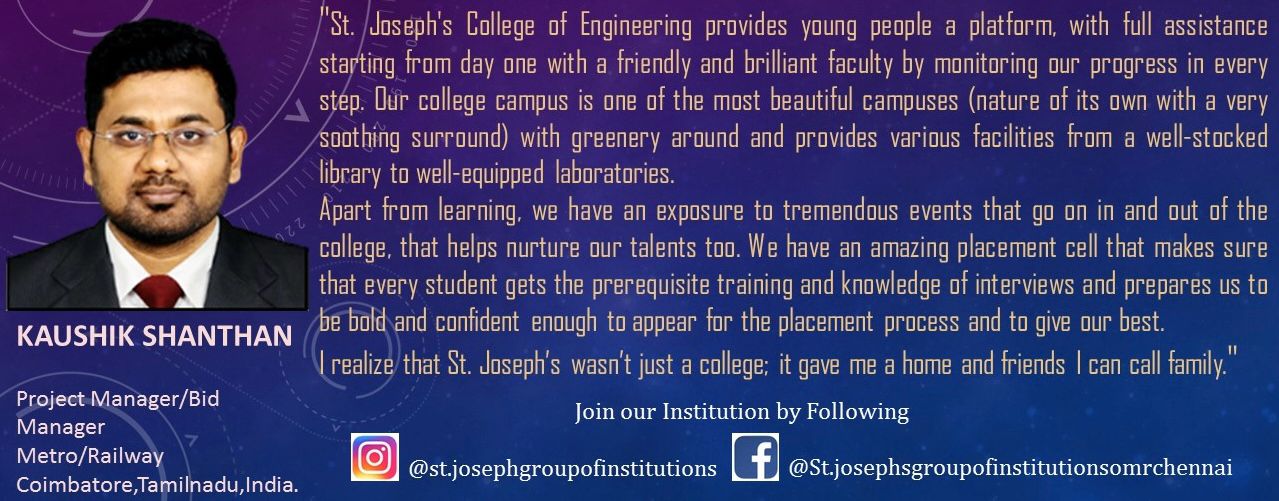 "St. Joseph's College of Engineering provides young people a platform, with full assistance
starting from day one with a friendly and brilliant faculty by monitoring our progress in every
step. Our college campus is one of the most beautiful campuses (nature of its own with a very
soothing surround) with greenery around and provides various facilities from a well-stocked
library to well-equipped laboratories.
Apart from learning, we have an exposure to tremendous events that go on in and out of the
college, that helps nurture our talents too. We have an amazing placement cell that makes sure
that every student gets the prerequisite training and knowledge of interviews and prepares us to
be bold and confident enough to appear for the placement process and to give our best.
I realize that St. Joseph’s wasn’t just a college; it gave me a home and friends I can call family."
KAUSHIK SHANTHAN
Project Manager/Bid
Manager
Metro/Railway
Coimbatore,Tamilnadu,India.
Join our Institution by Following
@st.josephgroupofinstitutions
@St.josephsgroupofinstitutionsomrchennai